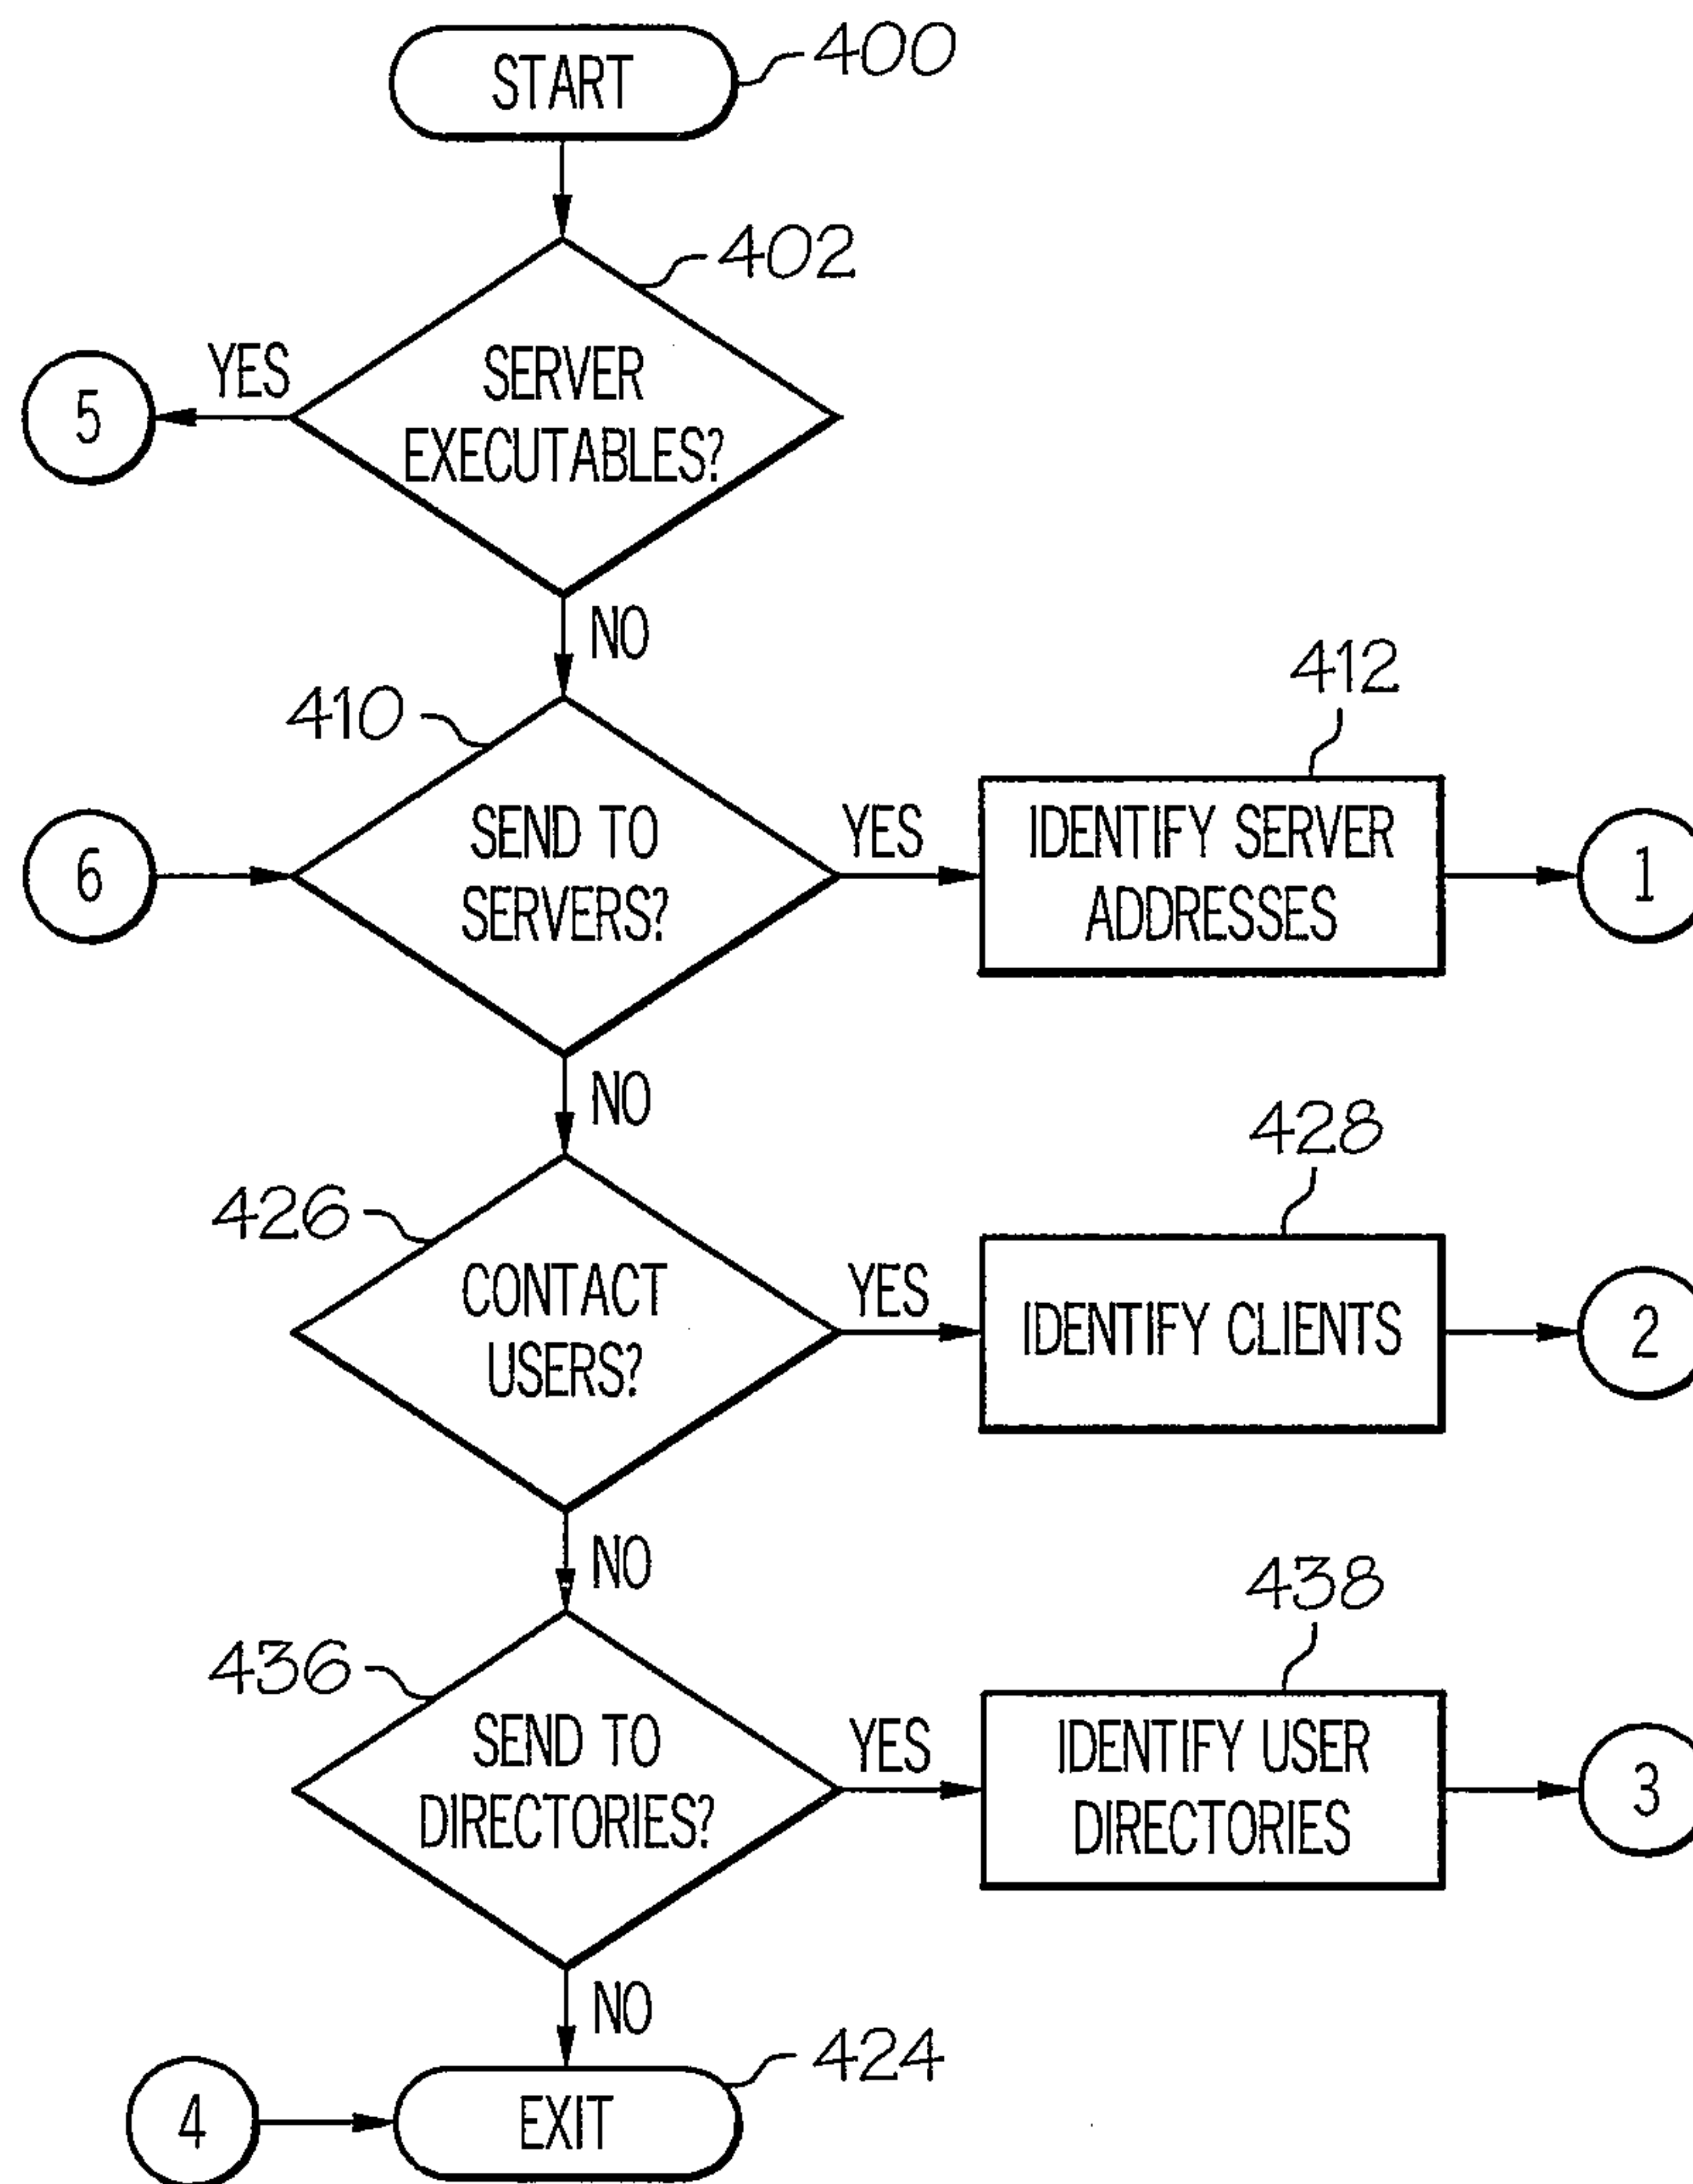 START
400
402
YES
SERVER
EXECUTABLES?
5
NO
410
412
6
SEND TO
SERVERS?
YES
IDENTIFY SERVER
ADDRESSES
1
NO
426
428
CONTACT
USERS?
YES
IDENTIFY CLIENTS
2
NO
436
438
SEND TO
DIRECTORIES?
YES
IDENTIFY USER
DIRECTORIES
3
NO
424
4
EXIT